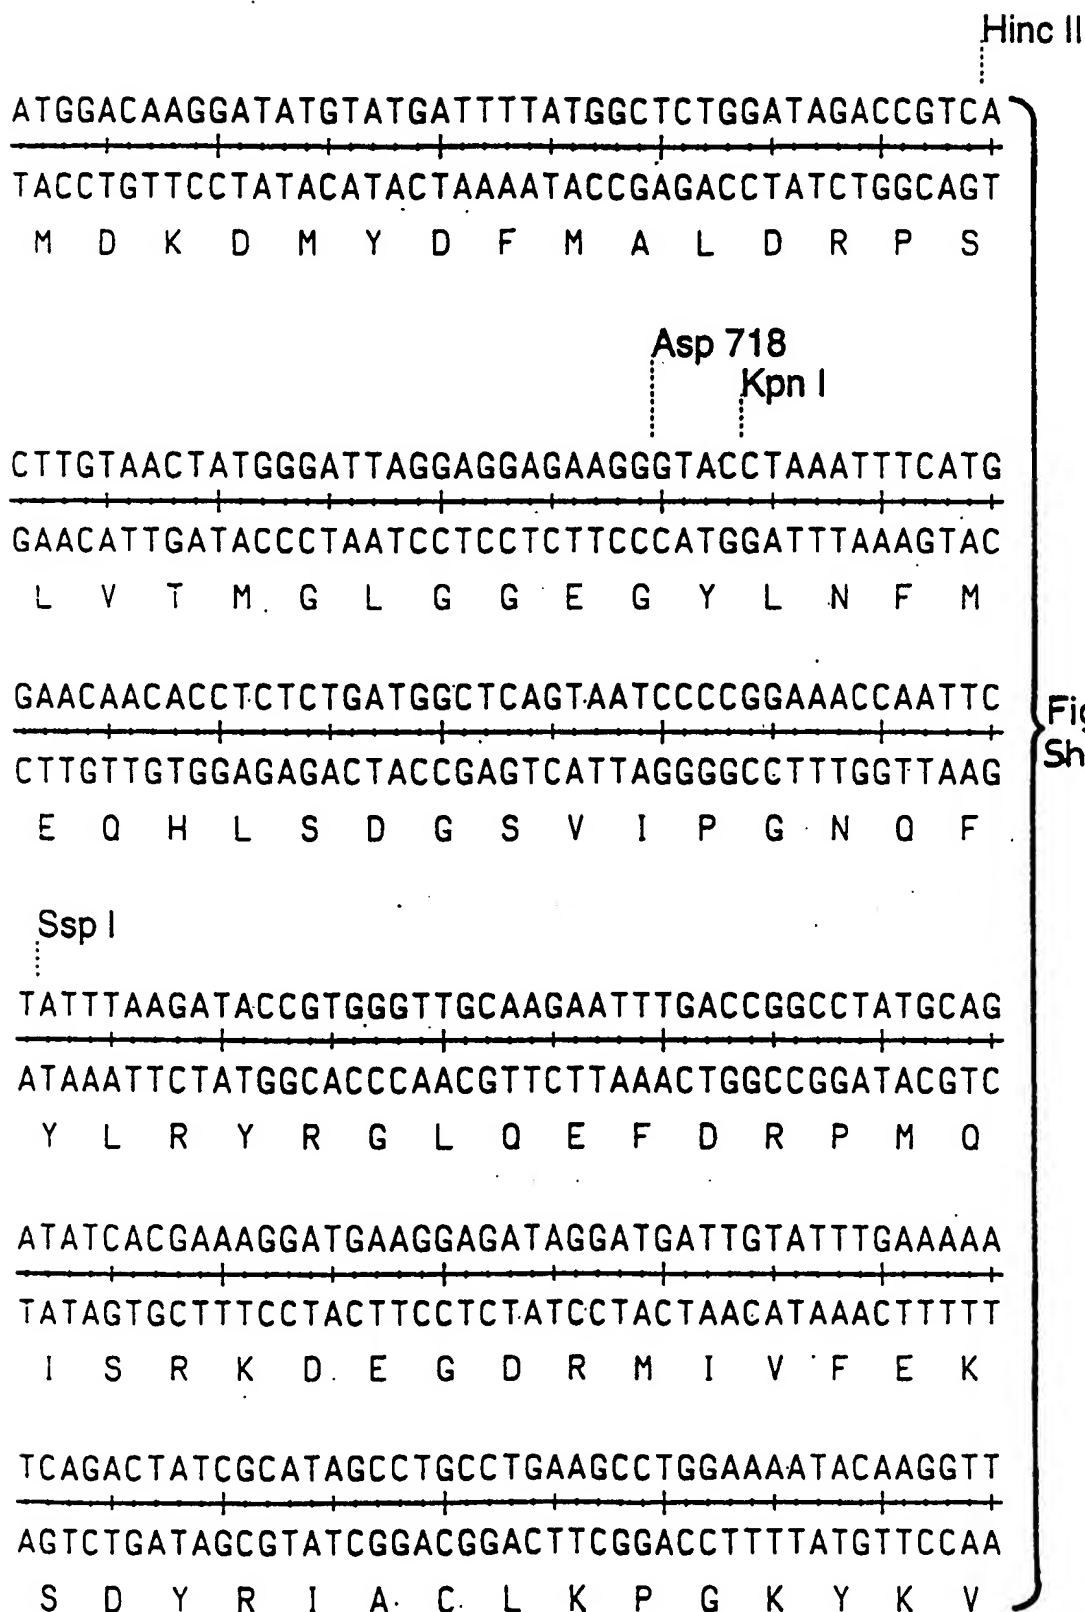 Hinc II
ATGGACAAGGATATGTATGATTTTATGGCTCTGGATAGACCGTCA
TACCTGTTCCTATACATACTAAAATACCGAGACCTATCTGGCAGT
M D K D M Y D F M A L D R P S
Asp 718
Kpn I
CTTGTAACTATGGGATTAGGAGGAGAAGGGTACCTAAATTTCATG
GAACATTGATACCCTAATCCTCCTCTTCCCATGGATTTAAAGTAC
L V T M G L G G E G Y L N F M
GAACAACACCTCTCTGATGGCTCAGTAATCCCCGGAAACCAATTC
CTTGTTGTGGAGAGACTACCGAGTCATTAGGGGCCTTTGGTTAAG
E Q H L S D G S V I P G N Q F
Ssp I
TATTTAAGATACCGTGGGTTGCAAGAATTTGACCGGCCTATGCAG
ATAAATTCTATGGCACCCAACGTTCTTAAACTGGCCGGATACGTC
Y L R Y R G L Q E F D R P M Q
ATATCACGAAAGGATGAAGGAGATAGGATGATTGTATTTGAAAAA
TATAGTGCTTTCCTACTTCCTCTATCCTACTAACATAAACTTTTT
I S R K D E G D R M I V F E K
TCAGACTATCGCATAGCCTGCCTGAAGCCTGGAAAATACAAGGTT
AGTCTGATAGCGTATCGGACGGACTTCGGACCTTTTATGTTCCAA
S D Y R I A C L K P G K Y K V